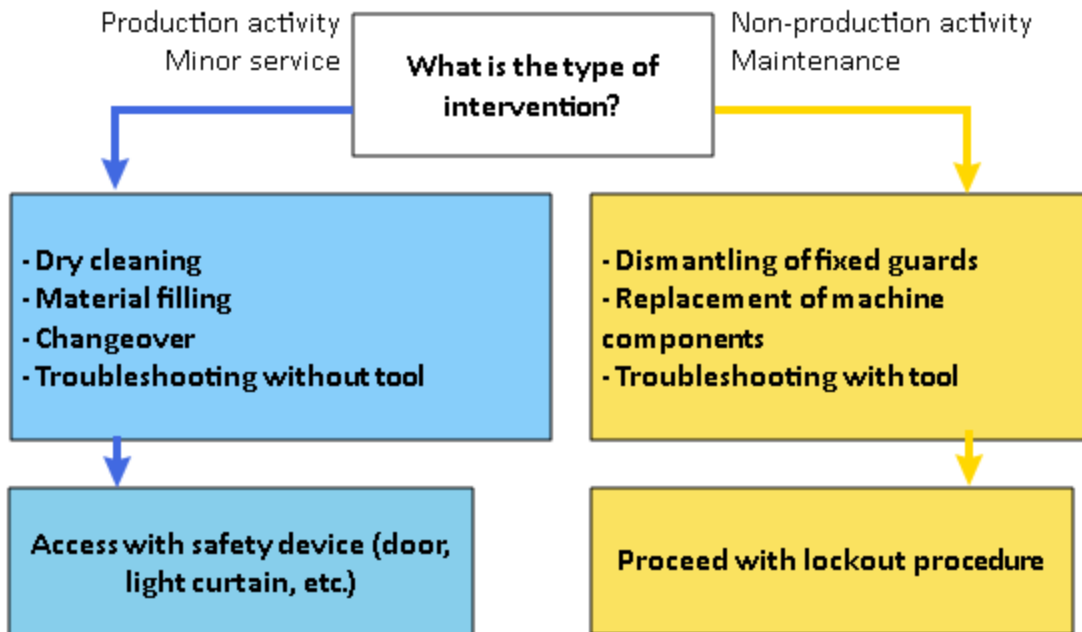 Production activity
Minor service
What is the type of
intervention?
Non-production activity
Maintenance
- Dry cleaning
- Material filling
- Changeover
- Troubleshooting without tool
- Dismantling of fixed guards
- Replacement of machine
components
- Troubleshooting with tool
Access with safety device (door,
light curtain, etc.)
Proceed with lockout procedure